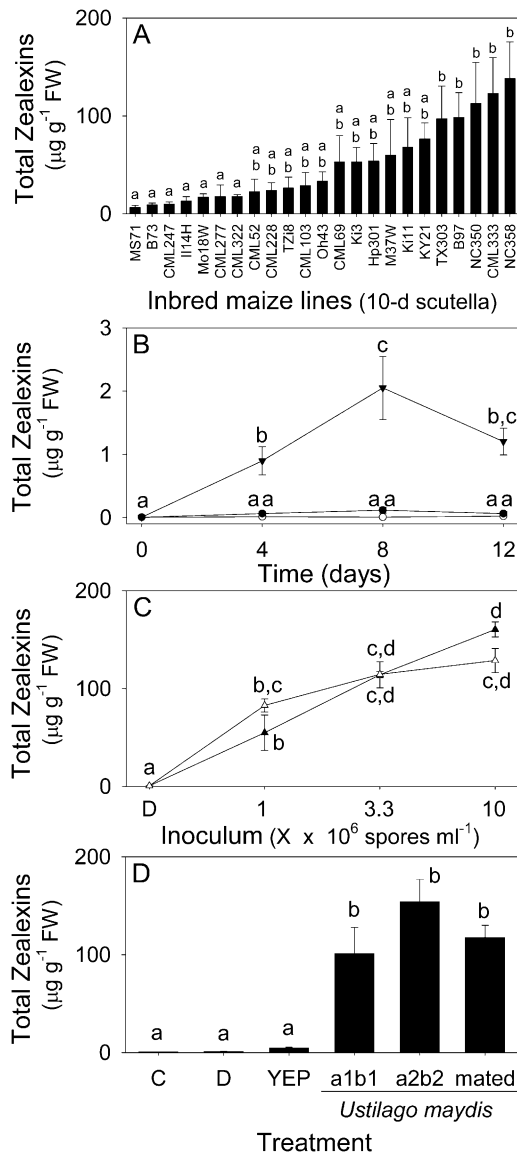 A
Total Zealexins
(µg g⁻¹ FW)
200
100
0
a a a a a a a a b a b a b a b a b a b a b a b a b a b a b b b b b b
MS71 B73 CML247 Il14H Mo18W CML277 CML322 CML52 CML228 TZi8 CML103 Oh43 CML69 Ki3 Hp301 M37W Ki11 KY21 TX303 B97 NC350 CML333 NC358
Inbred maize lines (10-d scutella)
B
Total Zealexins
(µg g⁻¹ FW)
3
2
1
0
c
b
b,c
a
a a
a a
a a
0 4 8 12
Time (days)
C
Total Zealexins
(µg g⁻¹ FW)
200
100
0
d
c,d
b,c
c,d
c,d
b
a
D 1 3.3 10
Inoculum (X x 10⁶ spores ml⁻¹)
D
Total Zealexins
(µg g⁻¹ FW)
200
100
0
a a a b b b
C D YEP a1b1 a2b2 mated
Ustilago maydis
Treatment